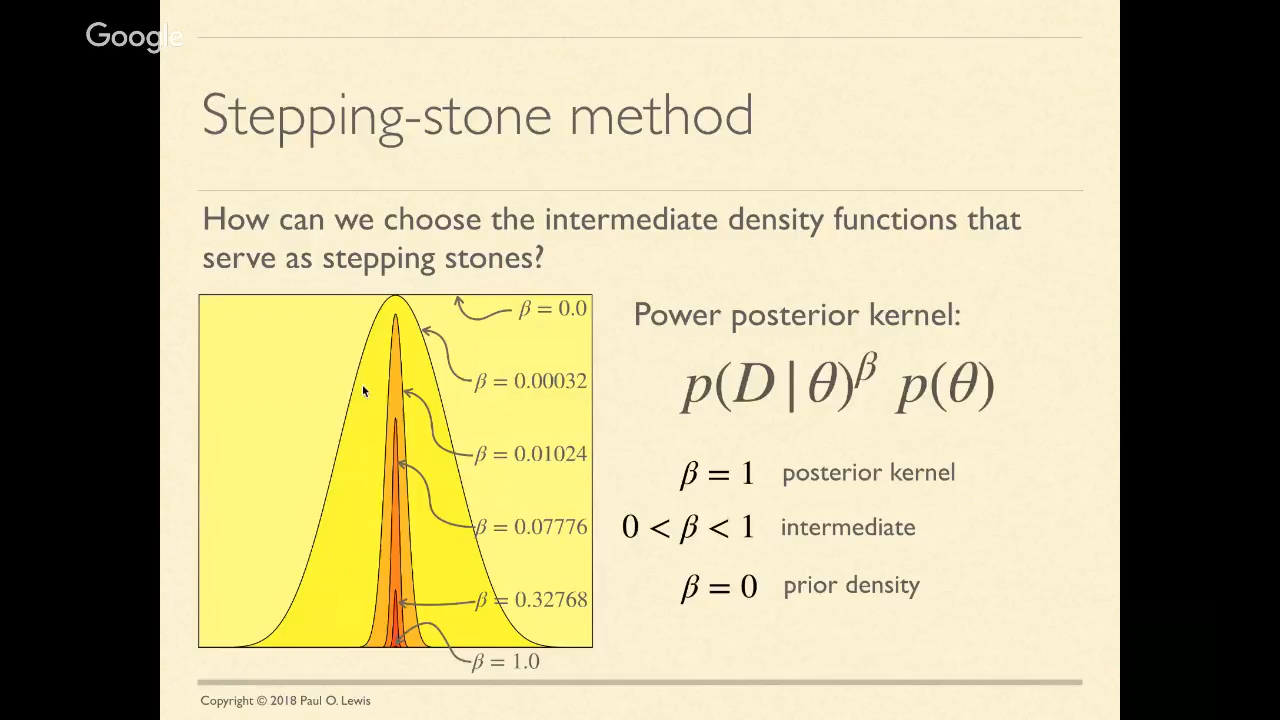 Google
Stepping-stone method
How can we choose the intermediate density functions that
serve as stepping stones?
β = 0.0
β = 0.00032
β = 0.01024
β = 0.07776
β = 0.32768
β = 1.0
Power posterior kernel:
p(D|θ)^β p(θ)
β = 1 posterior kernel
0 < β < 1 intermediate
β = 0 prior density
Copyright © 2018 Paul O. Lewis